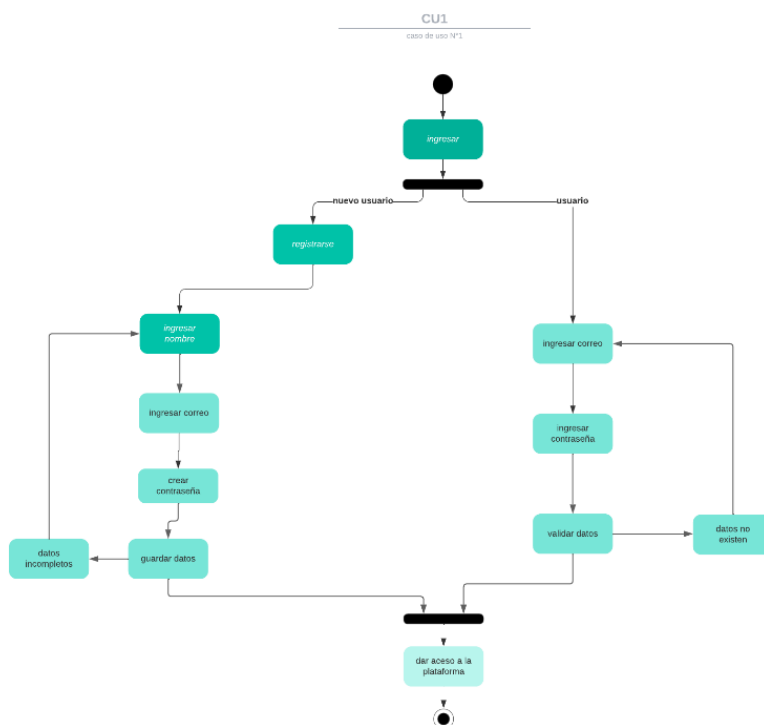 CU1
caso de uso N°1
ingresar
nuevo usuario
usuario
registrarse
ingresar
nombre
ingresar correo
ingresar correo
ingresar
contraseña
crear
contraseña
validar datos
datos no
existen
datos
incompletos
guardar datos
dar aceso a la
plataforma